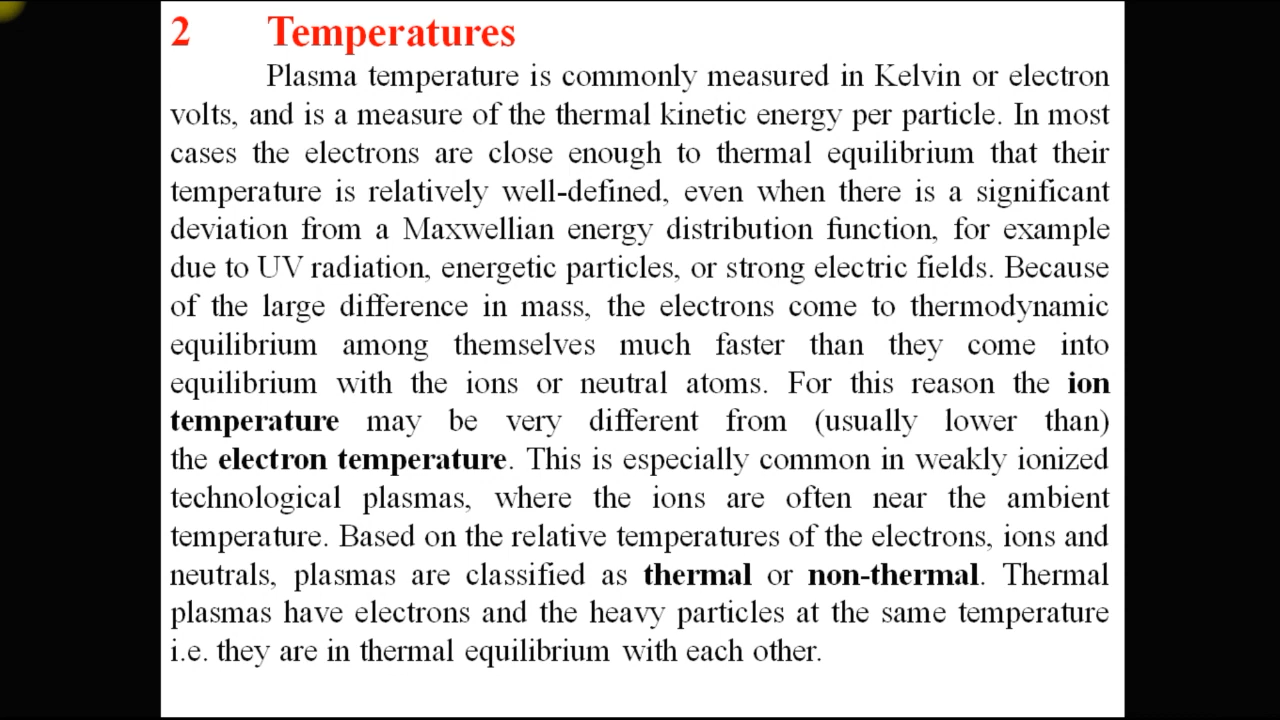 2 Temperatures
Plasma temperature is commonly measured in Kelvin or electron
volts, and is a measure of the thermal kinetic energy per particle. In most
cases the electrons are close enough to thermal equilibrium that their
temperature is relatively well-defined, even when there is a significant
deviation from a Maxwellian energy distribution function, for example
due to UV radiation, energetic particles, or strong electric fields. Because
of the large difference in mass, the electrons come to thermodynamic
equilibrium among themselves much faster than they come into
equilibrium with the ions or neutral atoms. For this reason the ion
temperature may be very different from (usually lower than)
the electron temperature. This is especially common in weakly ionized
technological plasmas, where the ions are often near the ambient
temperature. Based on the relative temperatures of the electrons, ions and
neutrals, plasmas are classified as thermal or non-thermal. Thermal
plasmas have electrons and the heavy particles at the same temperature
i.e. they are in thermal equilibrium with each other.